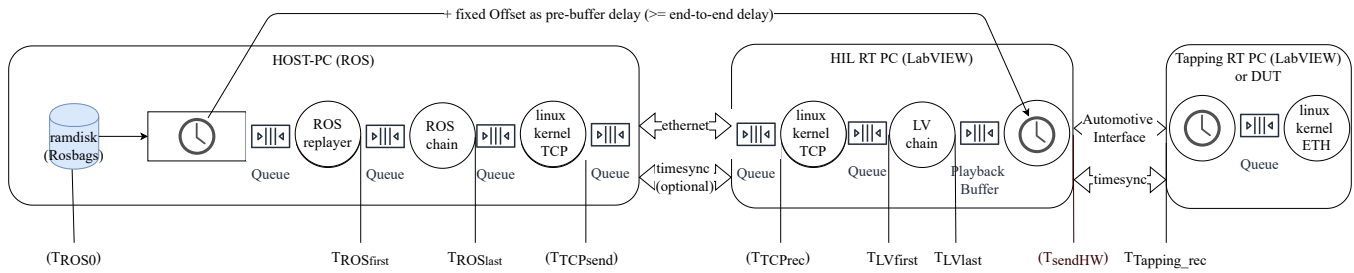 + fixed Offset as pre-buffer delay (>= end-to-end delay)
HOST-PC (ROS)
ramdisk
(Rosbags)
Queue
ROS
replayer
Queue
ROS
chain
Queue
linux
kernel
TCP
Queue
ethernet
timesync
(optional)
HIL RT PC (LabVIEW)
Queue
linux
kernel
TCP
Queue
LV
chain
Playback
Buffer
Automotive
Interface
timesync
Tapping RT PC (LabVIEW)
or DUT
Queue
linux
kernel
ETH
(TROS0)
TROSfirst
TROSlast
(TTCPsend)
(TTCPrec)
TLVfirst
TLVlast
(TsendHW)
TTapping_rec